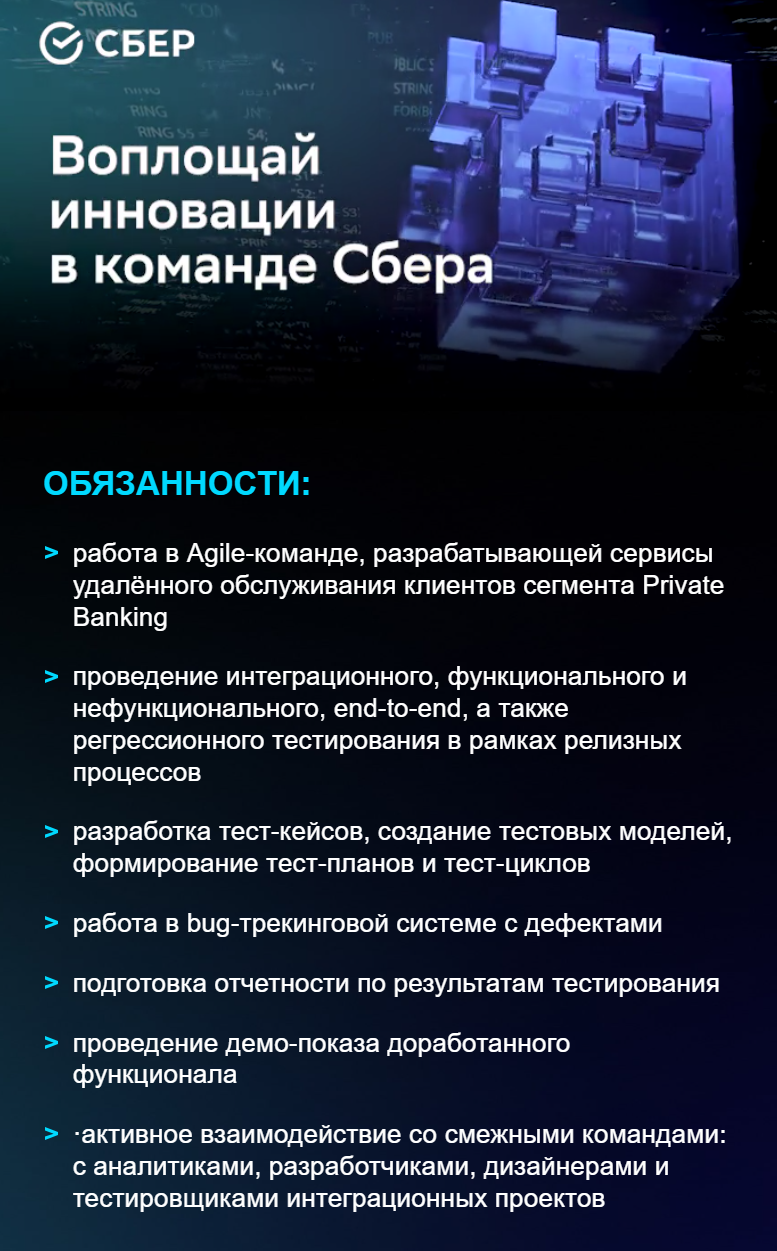 СБЕР
Воплощай
инновации
в команде Сбера
ОБЯЗАННОСТИ:
> работа в Agile-команде, разрабатывающей сервисы
удалённого обслуживания клиентов сегмента Private
Banking
> проведение интеграционного, функционального и
нефункционального, end-to-end, а также
регрессионного тестирования в рамках релизных
процессов
> разработка тест-кейсов, создание тестовых моделей,
формирование тест-планов и тест-циклов
> работа в bug-трекинговой системе с дефектами
> подготовка отчетности по результатам тестирования
> проведение демо-показа доработанного
функционала
> ·активное взаимодействие со смежными командами:
с аналитиками, разработчиками, дизайнерами и
тестировщиками интеграционных проектов